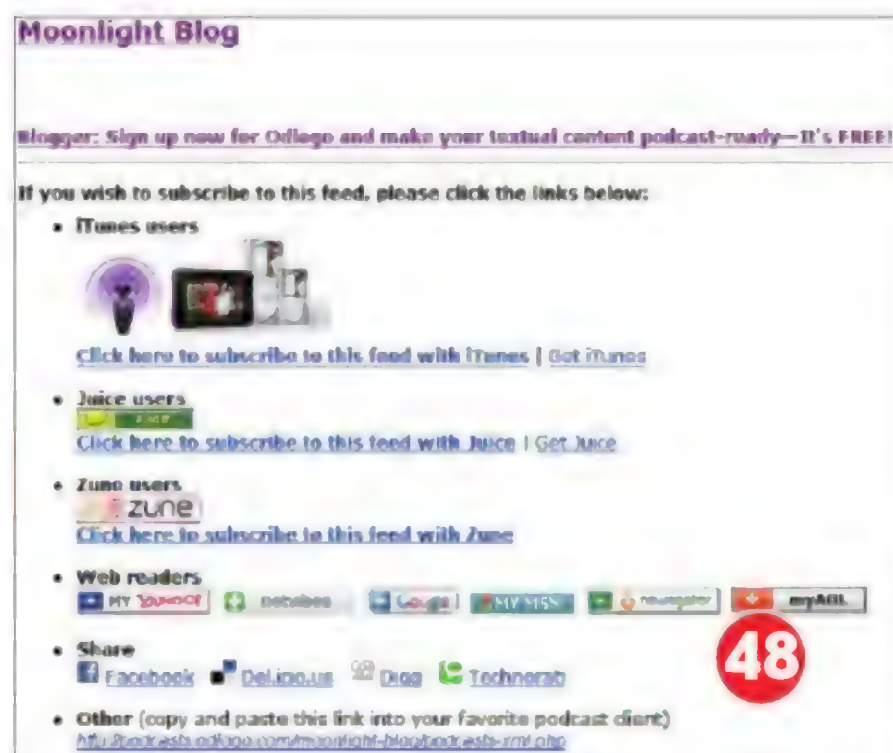 Moonlight Blog
Blogger: Sign up now for Odiogo and make your textual content podcast-ready—It's FREE!
If you wish to subscribe to this feed, please click the links below:
• iTunes users
Click here to subscribe to this feed with iTunes | Get iTunes
• Juice users
Click here to subscribe to this feed with Juice | Get Juice
• Zune users
zune
Click here to subscribe to this feed with Zune
• Web readers
MY YAHOO! netvibes Google MY MSN newsgator myAOL
• Share
Facebook Del.ico.us Digg Technorati
48
• Other (copy and paste this link into your favorite podcast client)